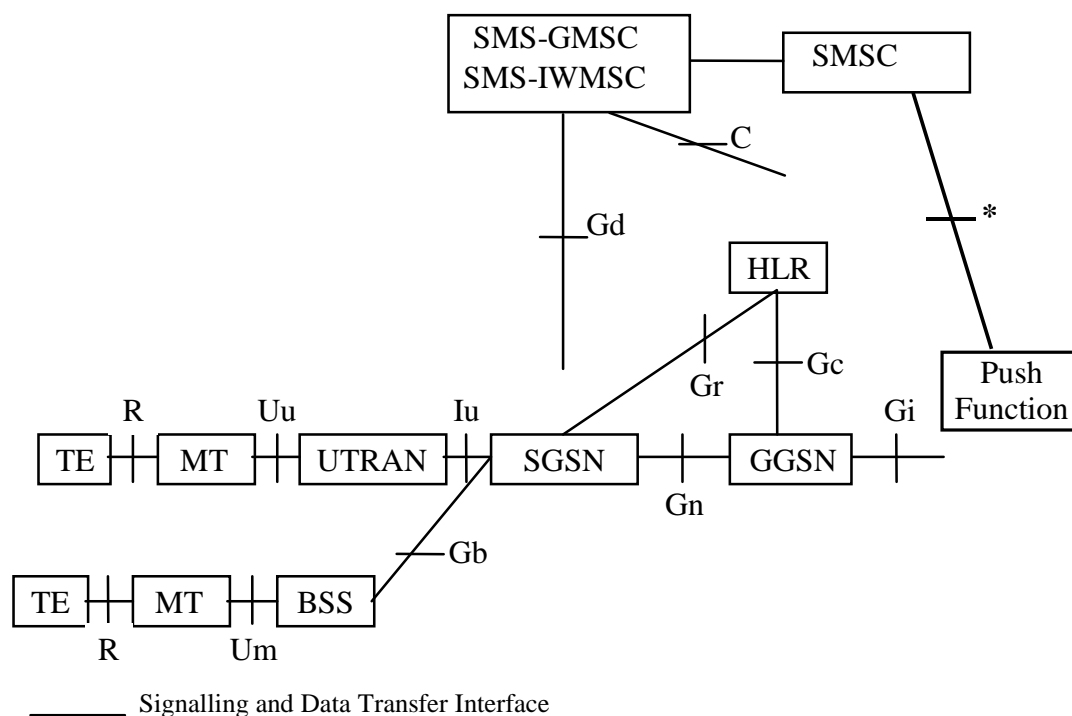 SMS-GMSC
SMS-IWMSC
SMSC
C
*
Gd
HLR
Gr
Gc
Push
Function
R
Uu
Iu
Gi
TE
MT
UTRAN
SGSN
GGSN
Gn
Gb
TE
MT
BSS
R
Um
Signalling and Data Transfer Interface